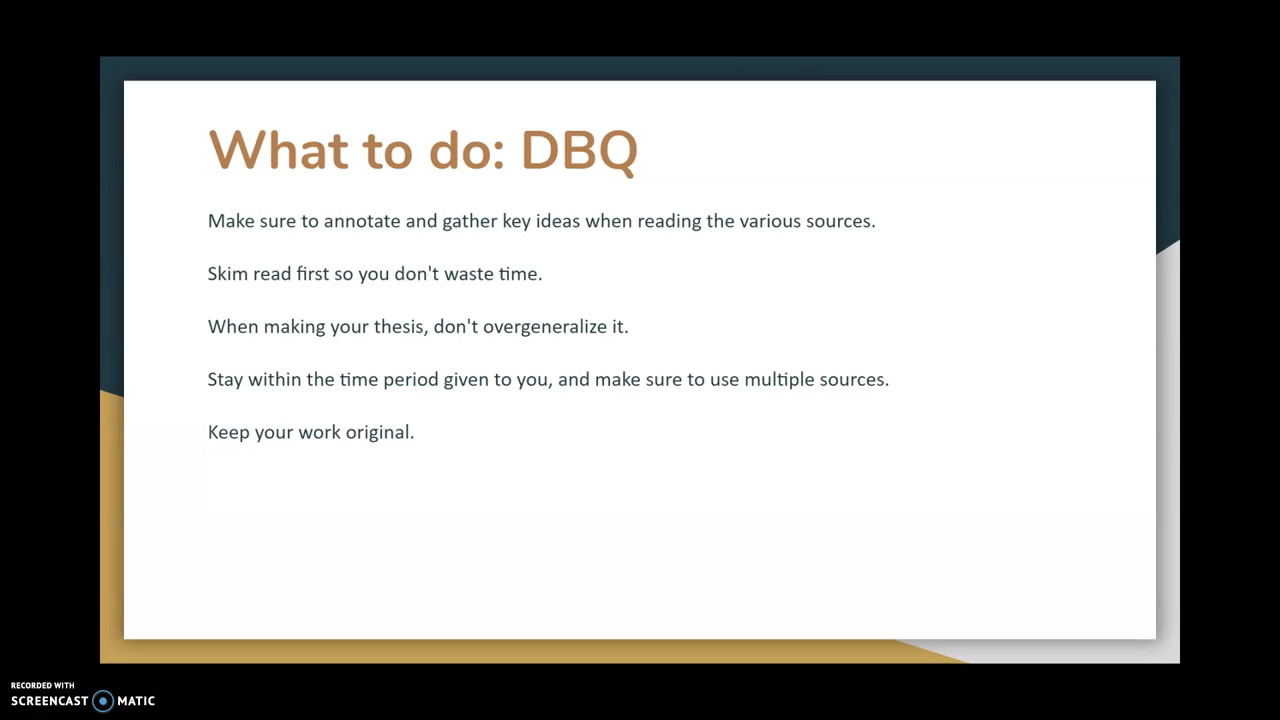 What to do: DBQ
Make sure to annotate and gather key ideas when reading the various sources.
Skim read first so you don't waste time.
When making your thesis, don't overgeneralize it.
Stay within the time period given to you, and make sure to use multiple sources.
Keep your work original.
RECORDED WITH
SCREENCAST MATIC